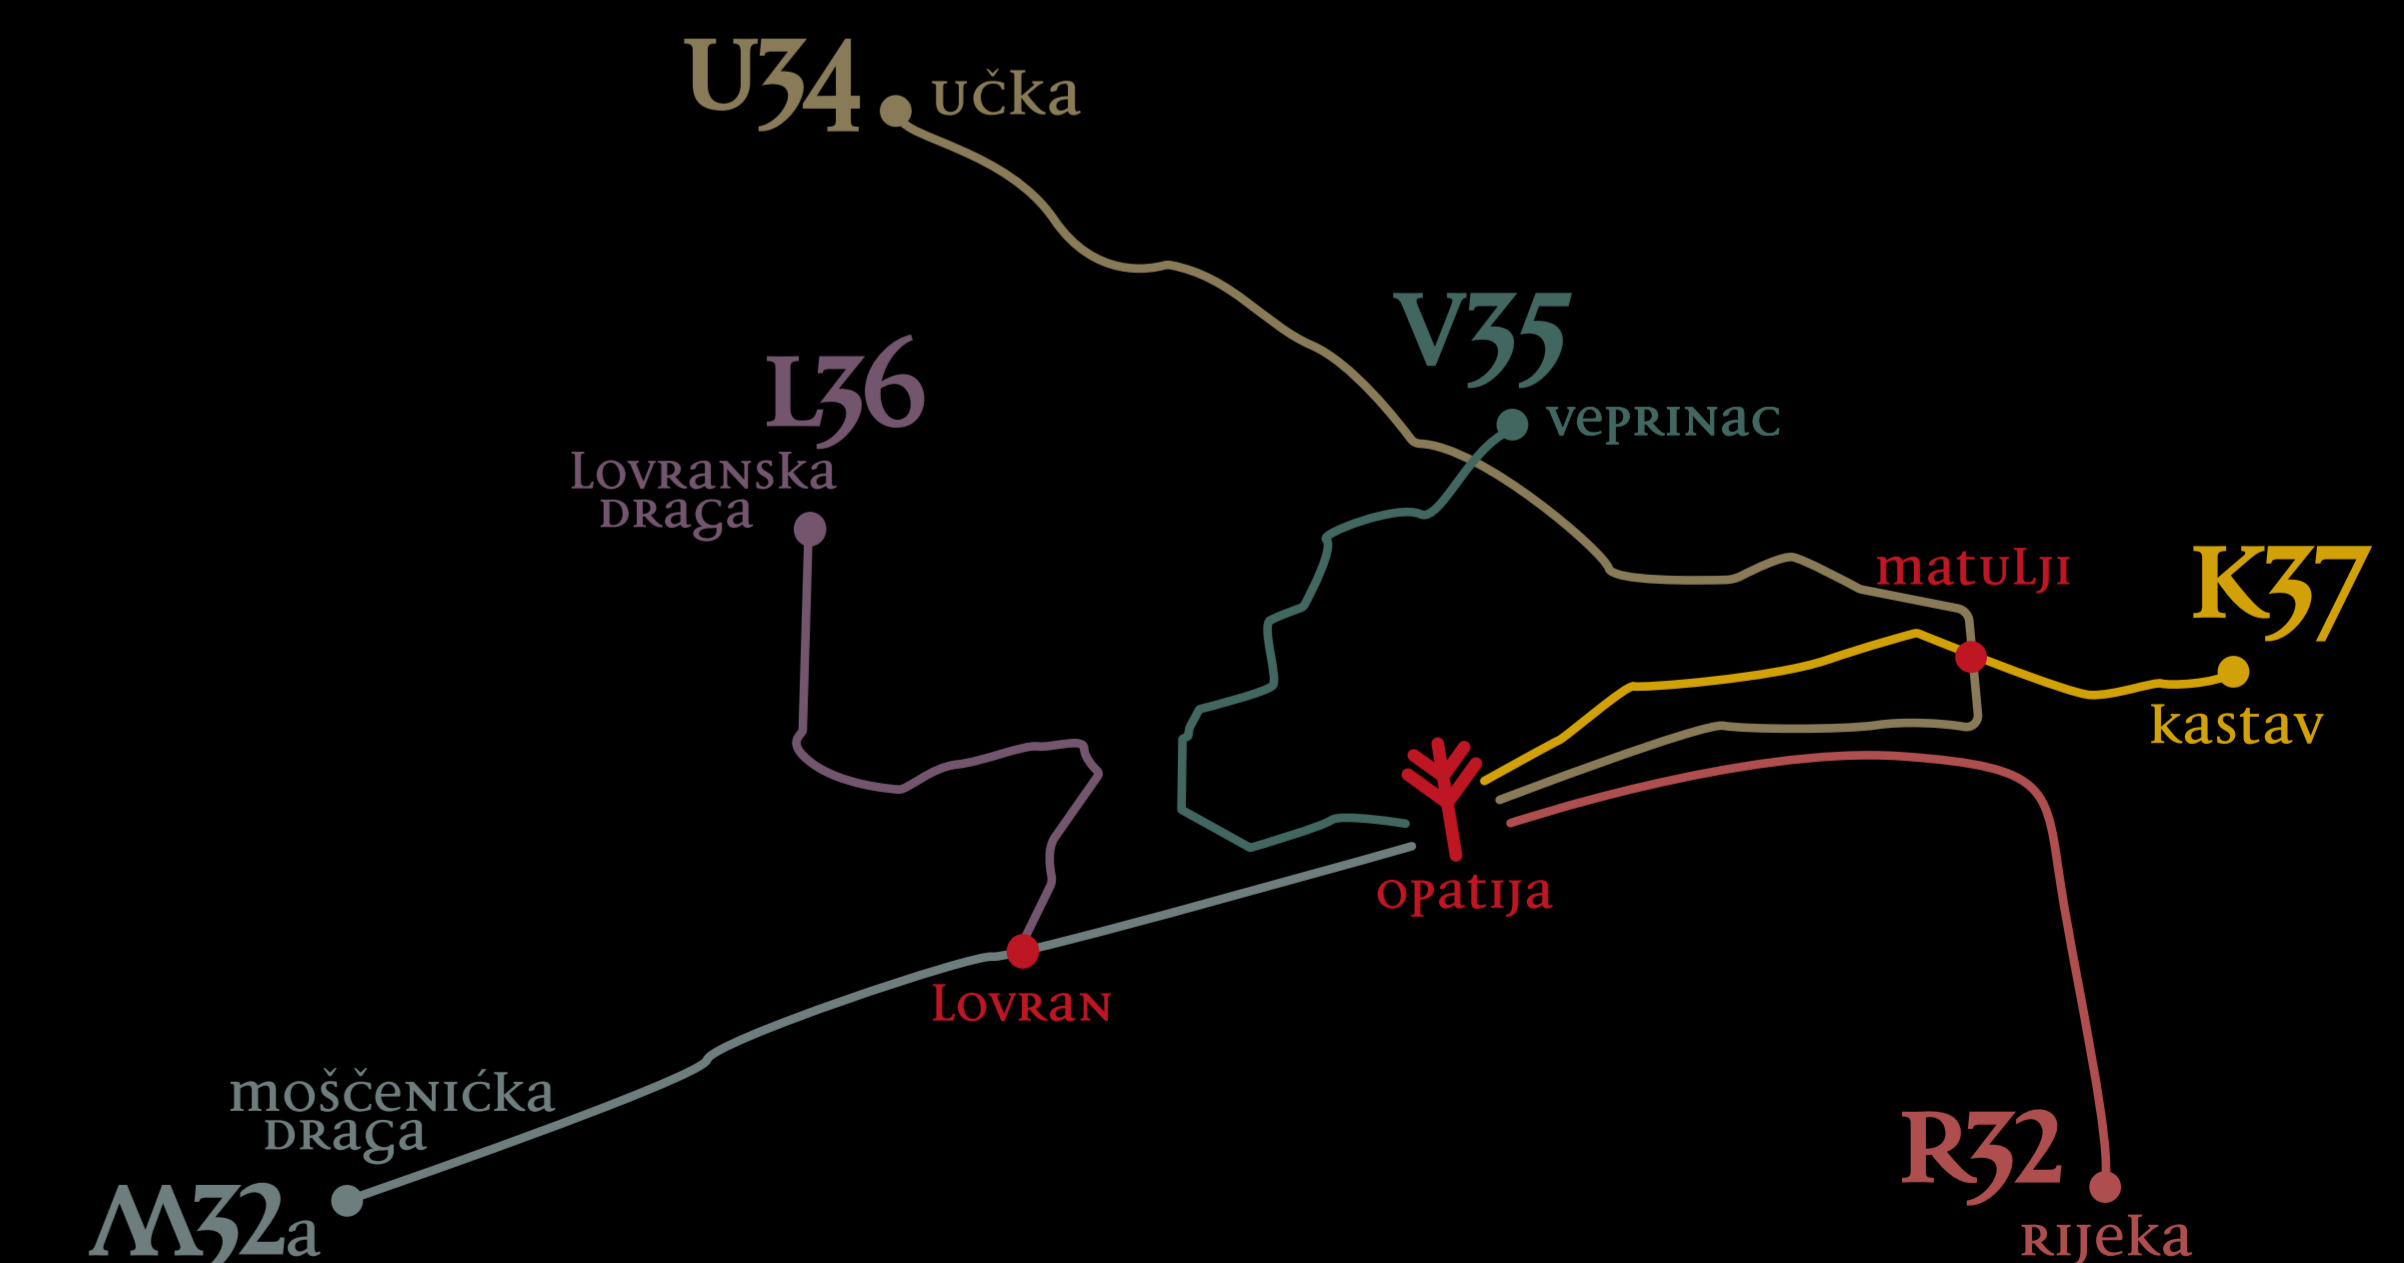 U34
učka
V35
veprinac
L36
Lovranska
draga
matulji
K37
kastav
opatija
Lovran
mošćenićka
draga
M32a
R32
rijeka